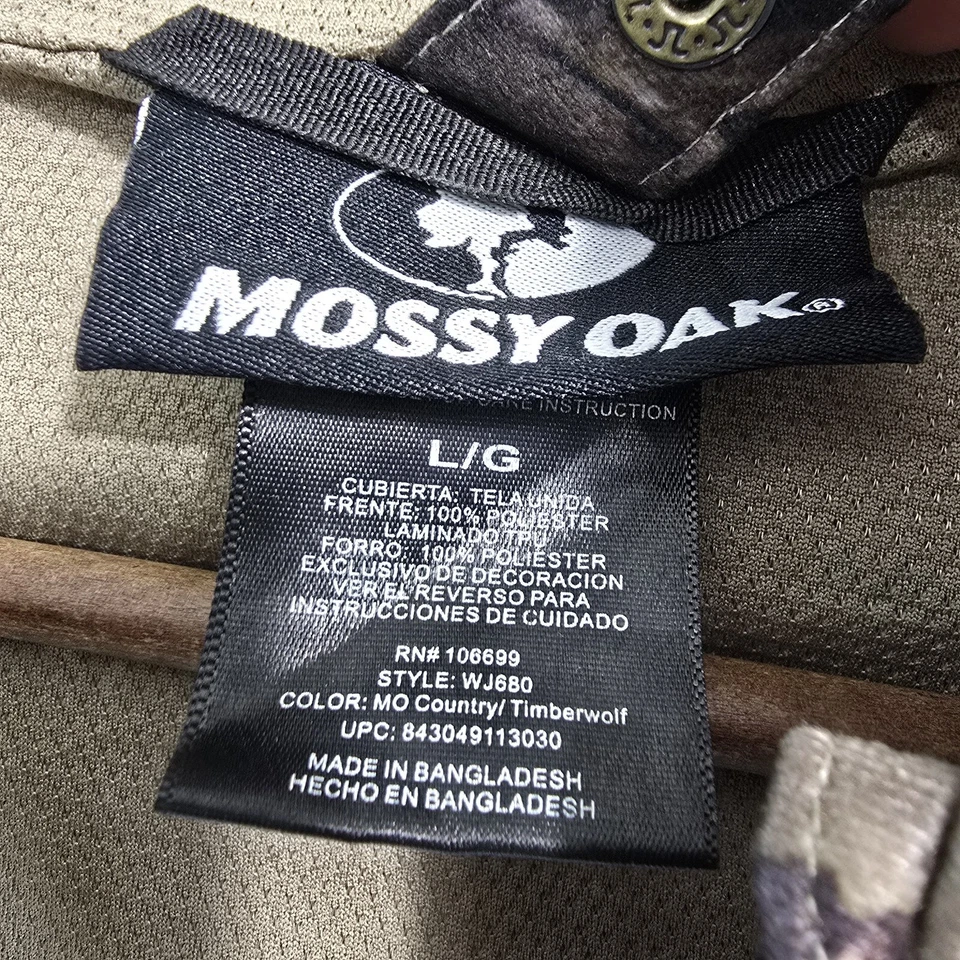 MOSSY OAK®
CARE INSTRUCTION
L/G
CUBIERTA: TELA UNIDA
FRENTE: 100% POLIESTER
LAMINADO TPU
FORRO: 100% POLIESTER
EXCLUSIVO DE DECORACION
VER EL REVERSO PARA
INSTRUCCIONES DE CUIDADO
RN# 106699
STYLE: WJ680
COLOR: MO Country/ Timberwolf
UPC: 843049113030
MADE IN BANGLADESH
HECHO EN BANGLADESH